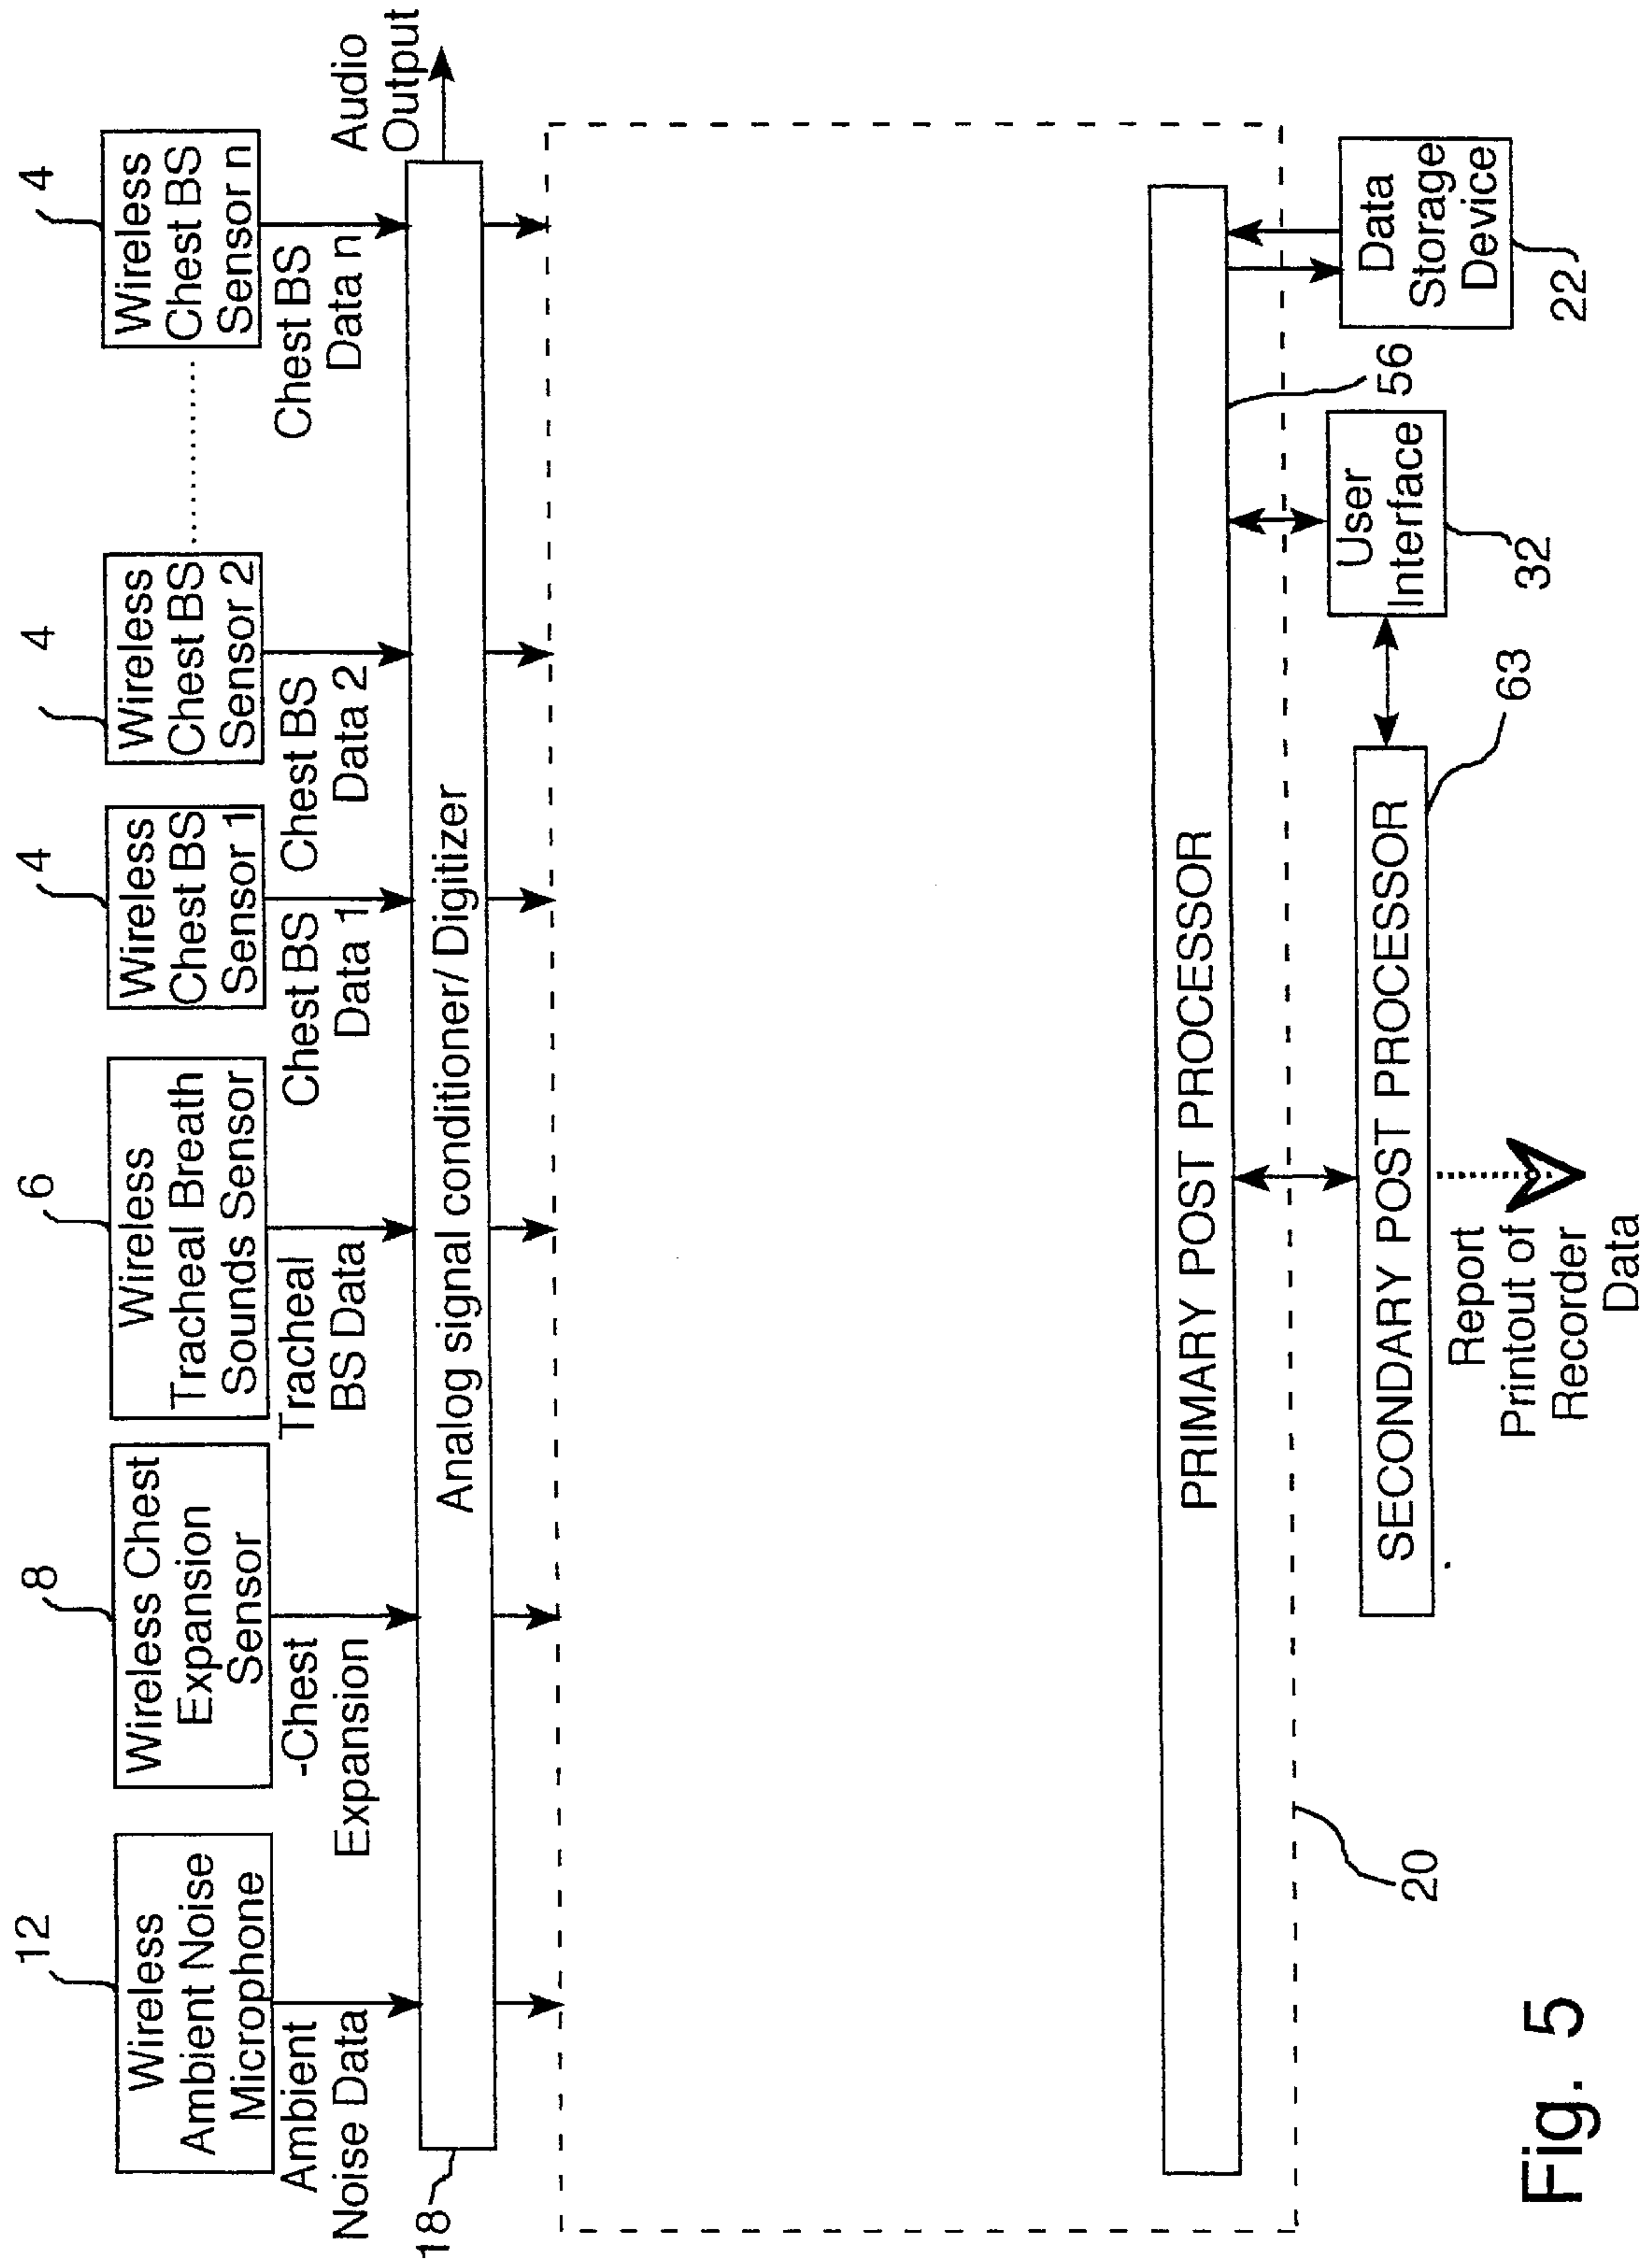 12
Wireless
Ambient Noise
Microphone
8
Wireless Chest
Expansion
Sensor
6
Wireless
Tracheal Breath
Sounds Sensor
4
Wireless
Chest BS
Sensor 1
4
Wireless
Chest BS
Sensor 2
4
Wireless
Chest BS
Sensor n
Ambient
Noise Data
-Chest
Expansion
Tracheal
BS Data
Chest BS
Data 1
Chest BS
Data 2
Chest BS
Data n
Audio
Output
18
Analog signal conditioner/ Digitizer
PRIMARY POST PROCESSOR
56
20
SECONDARY POST PROCESSOR
63
User
Interface
32
Data
Storage
Device
22
Report
Printout of
Recorder
Data
Fig. 5